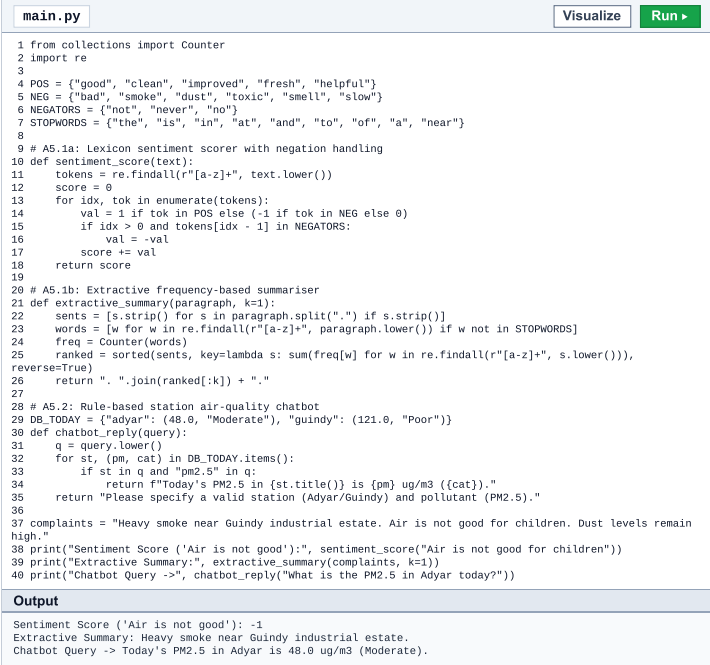 main.py
Visualize
Run ▸
1 from collections import Counter
2 import re
3
4 POS = {"good", "clean", "improved", "fresh", "helpful"}
5 NEG = {"bad", "smoke", "dust", "toxic", "smell", "slow"}
6 NEGATORS = {"not", "never", "no"}
7 STOPWORDS = {"the", "is", "in", "at", "and", "to", "of", "a", "near"}
8
9 # A5.1a: Lexicon sentiment scorer with negation handling
10 def sentiment_score(text):
11     tokens = re.findall(r"[a-z]+", text.lower())
12     score = 0
13     for idx, tok in enumerate(tokens):
14         val = 1 if tok in POS else (-1 if tok in NEG else 0)
15         if idx > 0 and tokens[idx - 1] in NEGATORS:
16             val = -val
17         score += val
18     return score
19
20 # A5.1b: Extractive frequency-based summariser
21 def extractive_summary(paragraph, k=1):
22     sents = [s.strip() for s in paragraph.split(".") if s.strip()]
23     words = [w for w in re.findall(r"[a-z]+", paragraph.lower()) if w not in STOPWORDS]
24     freq = Counter(words)
25     ranked = sorted(sents, key=lambda s: sum(freq[w] for w in re.findall(r"[a-z]+", s.lower())),
reverse=True)
26     return ". ".join(ranked[:k]) + "."
27
28 # A5.2: Rule-based station air-quality chatbot
29 DB_TODAY = {"adyar": (48.0, "Moderate"), "guindy": (121.0, "Poor")}
30 def chatbot_reply(query):
31     q = query.lower()
32     for st, (pm, cat) in DB_TODAY.items():
33         if st in q and "pm2.5" in q:
34             return f"Today's PM2.5 in {st.title()} is {pm} ug/m3 ({cat})."
35     return "Please specify a valid station (Adyar/Guindy) and pollutant (PM2.5)."
36
37 complaints = "Heavy smoke near Guindy industrial estate. Air is not good for children. Dust levels remain
high."
38 print("Sentiment Score ('Air is not good'):", sentiment_score("Air is not good for children"))
39 print("Extractive Summary:", extractive_summary(complaints, k=1))
40 print("Chatbot Query ->", chatbot_reply("What is the PM2.5 in Adyar today?"))
Output
Sentiment Score ('Air is not good'): -1
Extractive Summary: Heavy smoke near Guindy industrial estate.
Chatbot Query -> Today's PM2.5 in Adyar is 48.0 ug/m3 (Moderate).